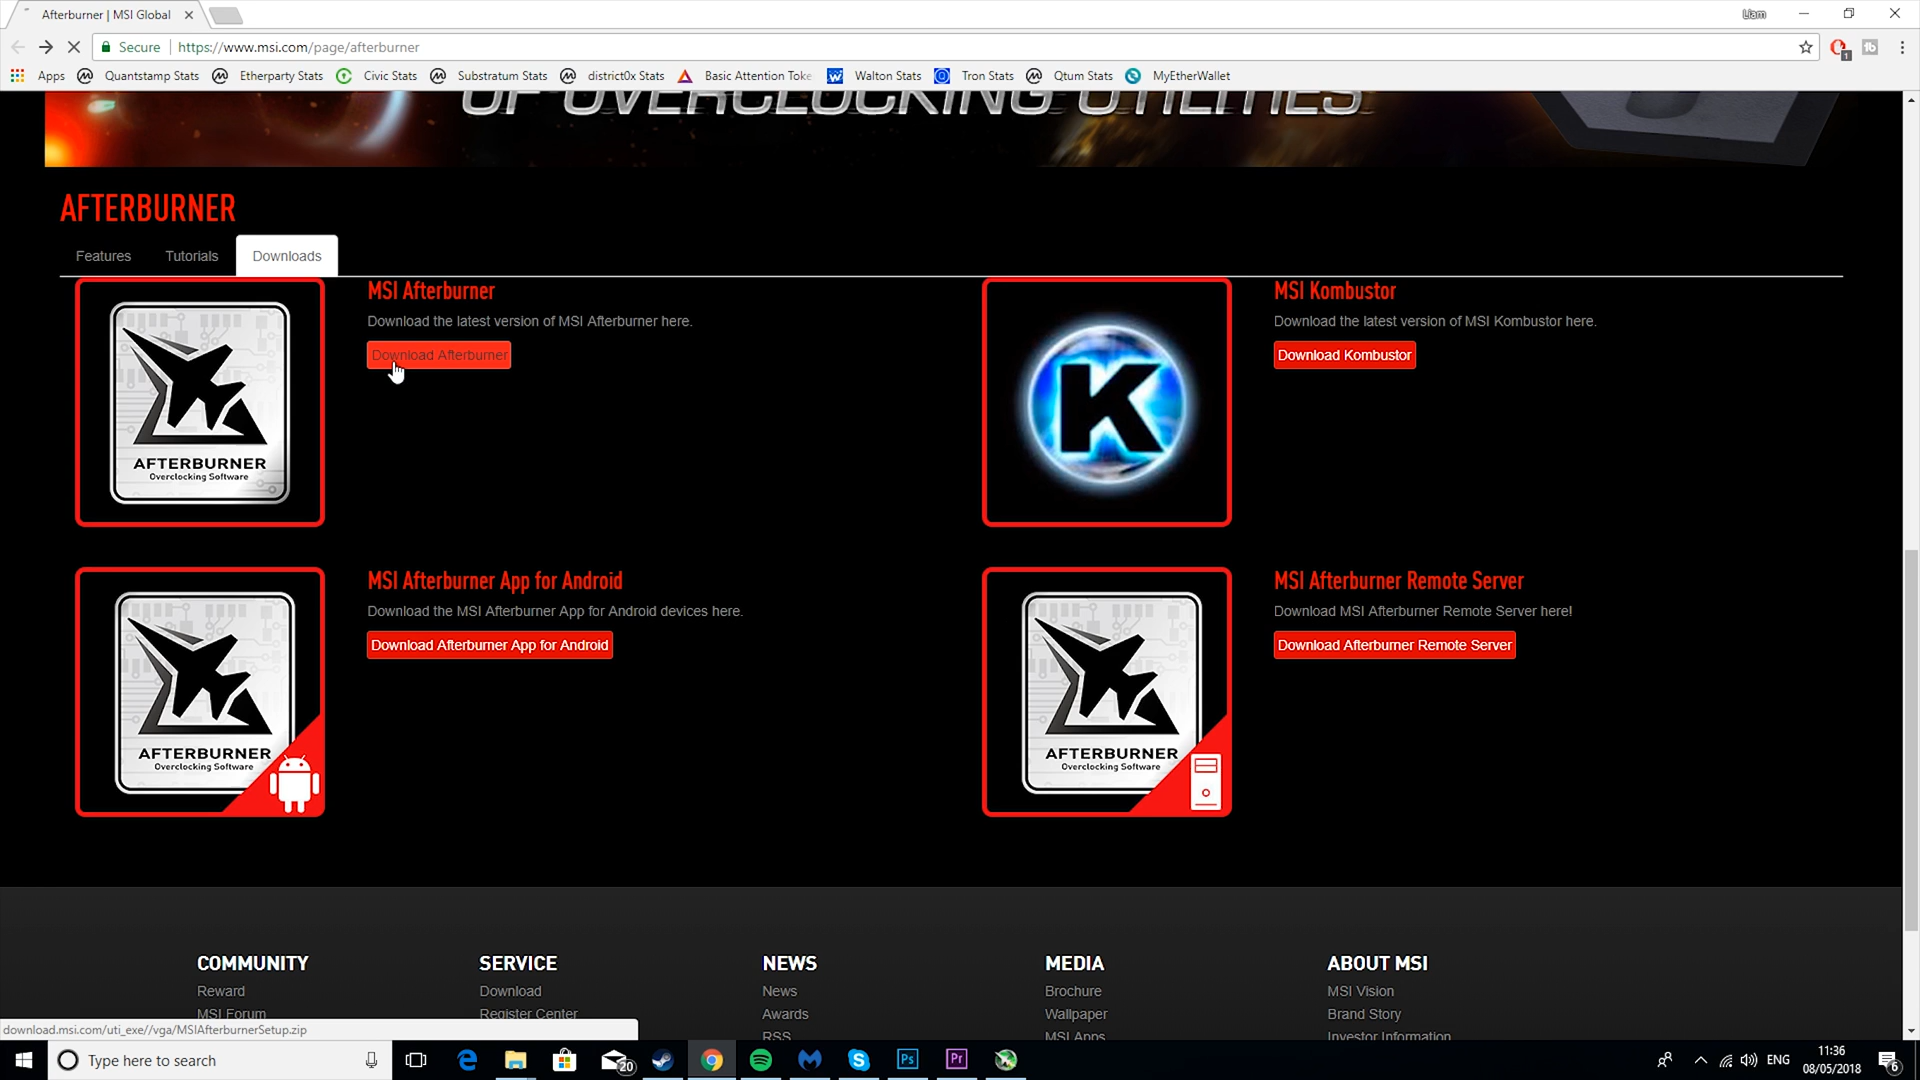 Afterburner | MSI Global
Liam
Secure | https://www.msi.com/page/afterburner
1
Apps Quantstamp Stats Etherparty Stats Civic Stats Substratum Stats district0x Stats Basic Attention Toke Walton Stats Tron Stats Qtum Stats MyEtherWallet
OF OVERCLOCKING UTILITIES
AFTERBURNER
Features Tutorials Downloads
MSI Afterburner
Download the latest version of MSI Afterburner here.
Download Afterburner
AFTERBURNER
Overclocking Software
MSI Kombustor
Download the latest version of MSI Kombustor here.
Download Kombustor
K
MSI Afterburner App for Android
Download the MSI Afterburner App for Android devices here.
Download Afterburner App for Android
AFTERBURNER
Overclocking Software
MSI Afterburner Remote Server
Download MSI Afterburner Remote Server here!
Download Afterburner Remote Server
AFTERBURNER
Overclocking Software
COMMUNITY SERVICE NEWS MEDIA ABOUT MSI
Reward Download News Brochure MSI Vision
MSI Forum Register Center Awards Wallpaper Brand Story
RSS MSI Apps Investor Information
download.msi.com/uti_exe//vga/MSIAfterburnerSetup.zip
Type here to search
20
Ps
Pr
ENG
11:36
08/05/2018
6